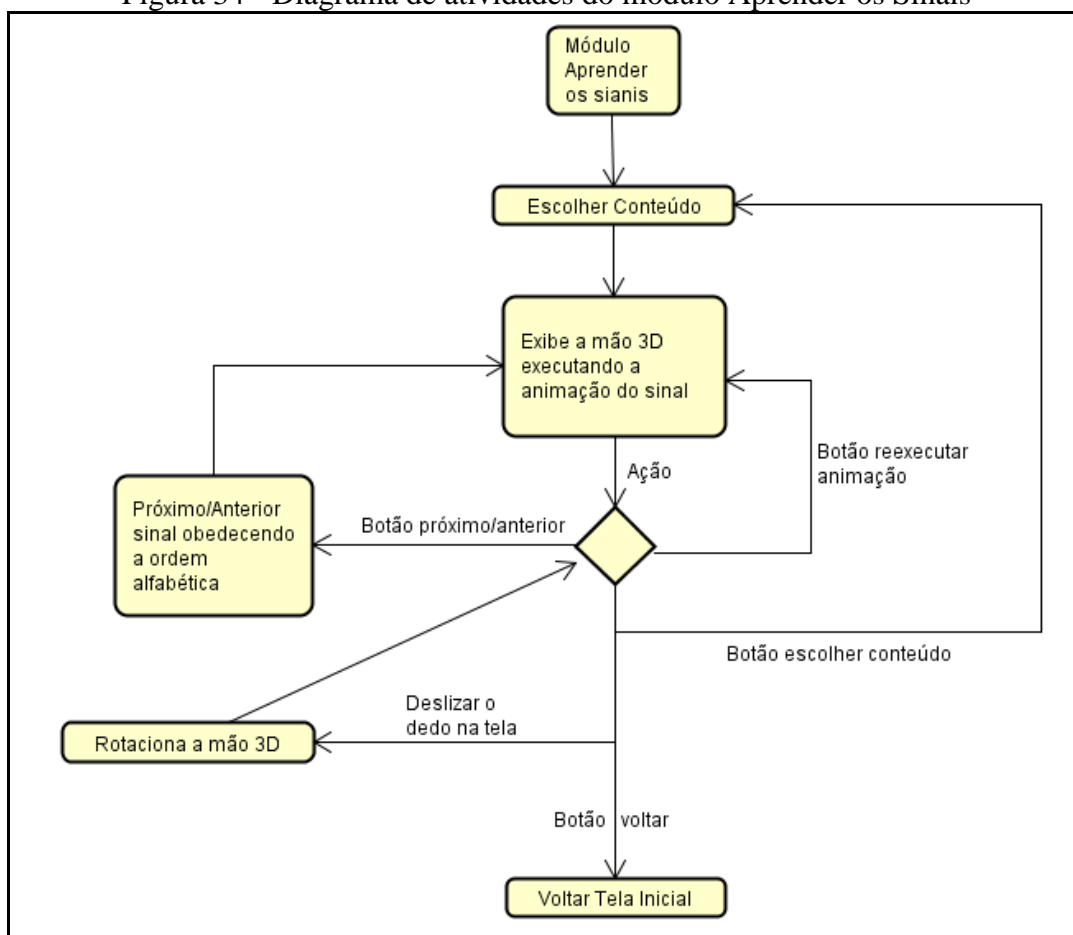 Figura 34 - Diagrama de atividades do módulo Aprender os Sinais
Módulo
Aprender
os sianis
Escolher Conteúdo
Exibe a mão 3D
executando a
animação do sinal
Botão reexecutar
animação
Ação
Próximo/Anterior
sinal obedecendo
a ordem
alfabética
Botão próximo/anterior
Botão escolher conteúdo
Deslizar o
dedo na tela
Rotaciona a mão 3D
Botão voltar
Voltar Tela Inicial